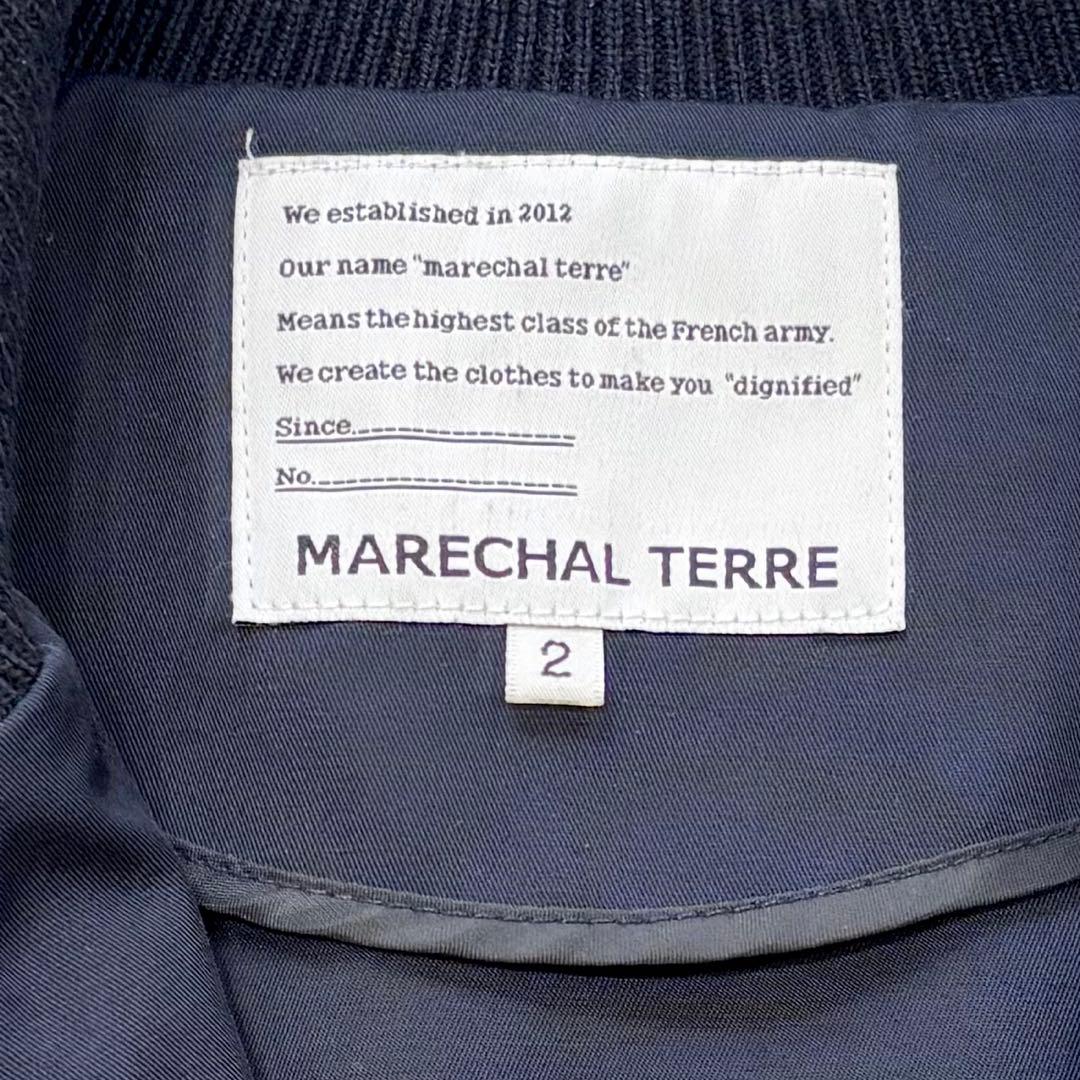 We established in 2012
Our name "marechal terre"
Means the highest class of the French army.
We create the clothes to make you "dignified"
Since.
No.
MARECHAL TERRE
2